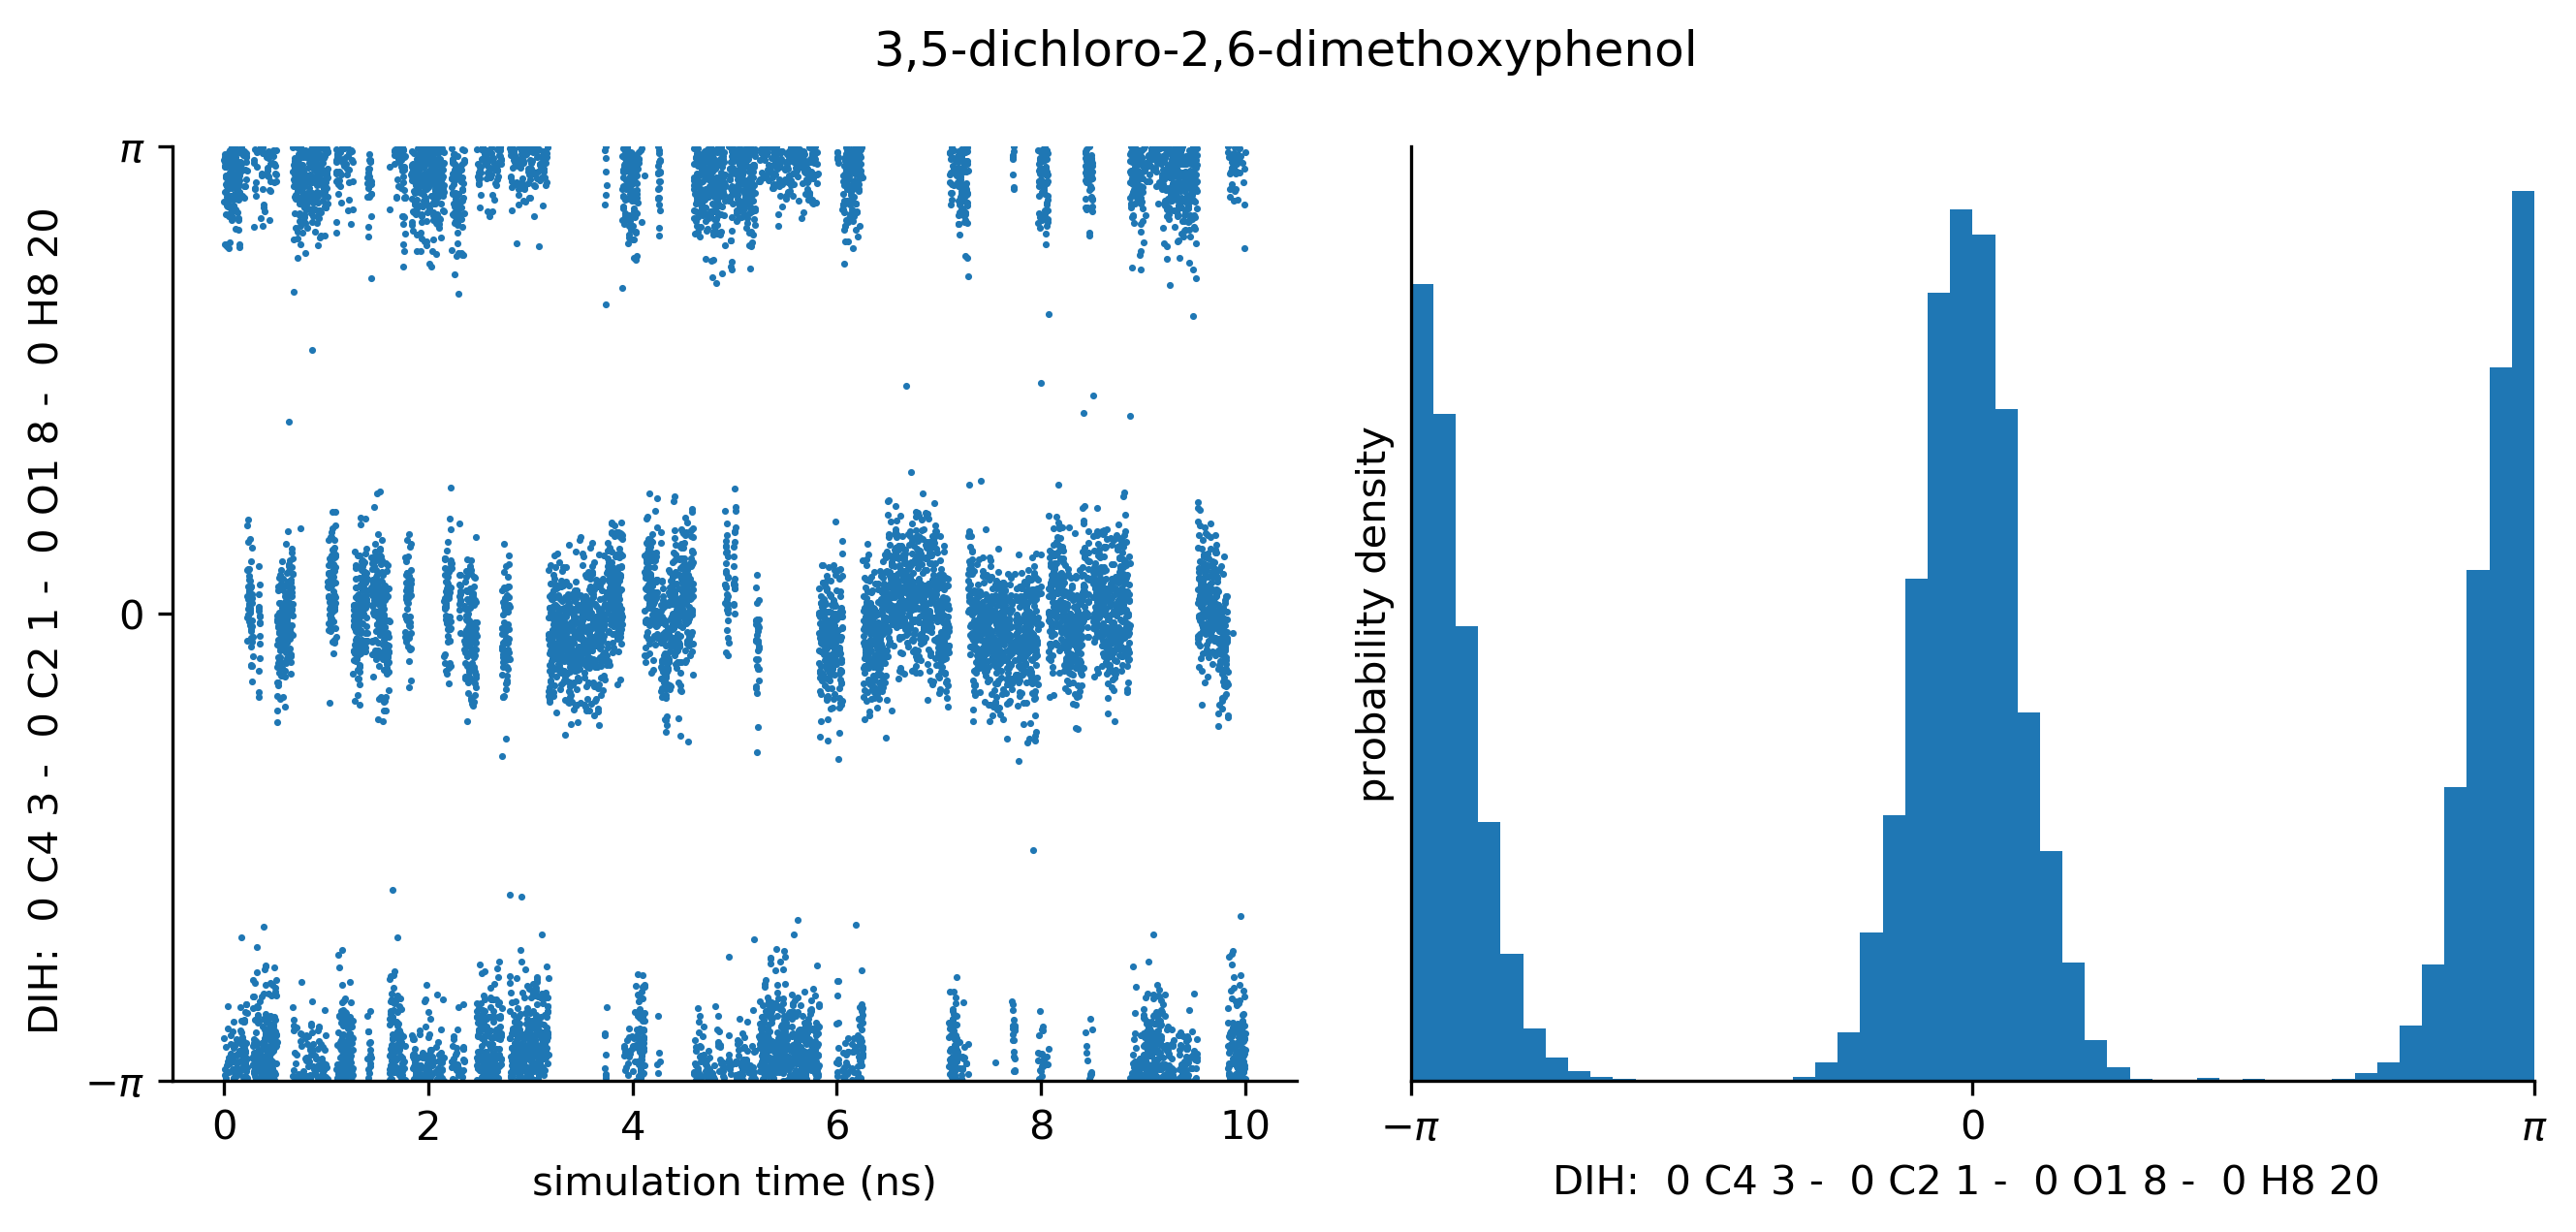 3,5-dichloro-2,6-dimethoxyphenol
π
0
−π
DIH:  0 C4 3 -  0 C2 1 -  0 O1 8 -  0 H8 20
0 2 4 6 8 10
simulation time (ns)
probability density
−π 0 π
DIH:  0 C4 3 -  0 C2 1 -  0 O1 8 -  0 H8 20